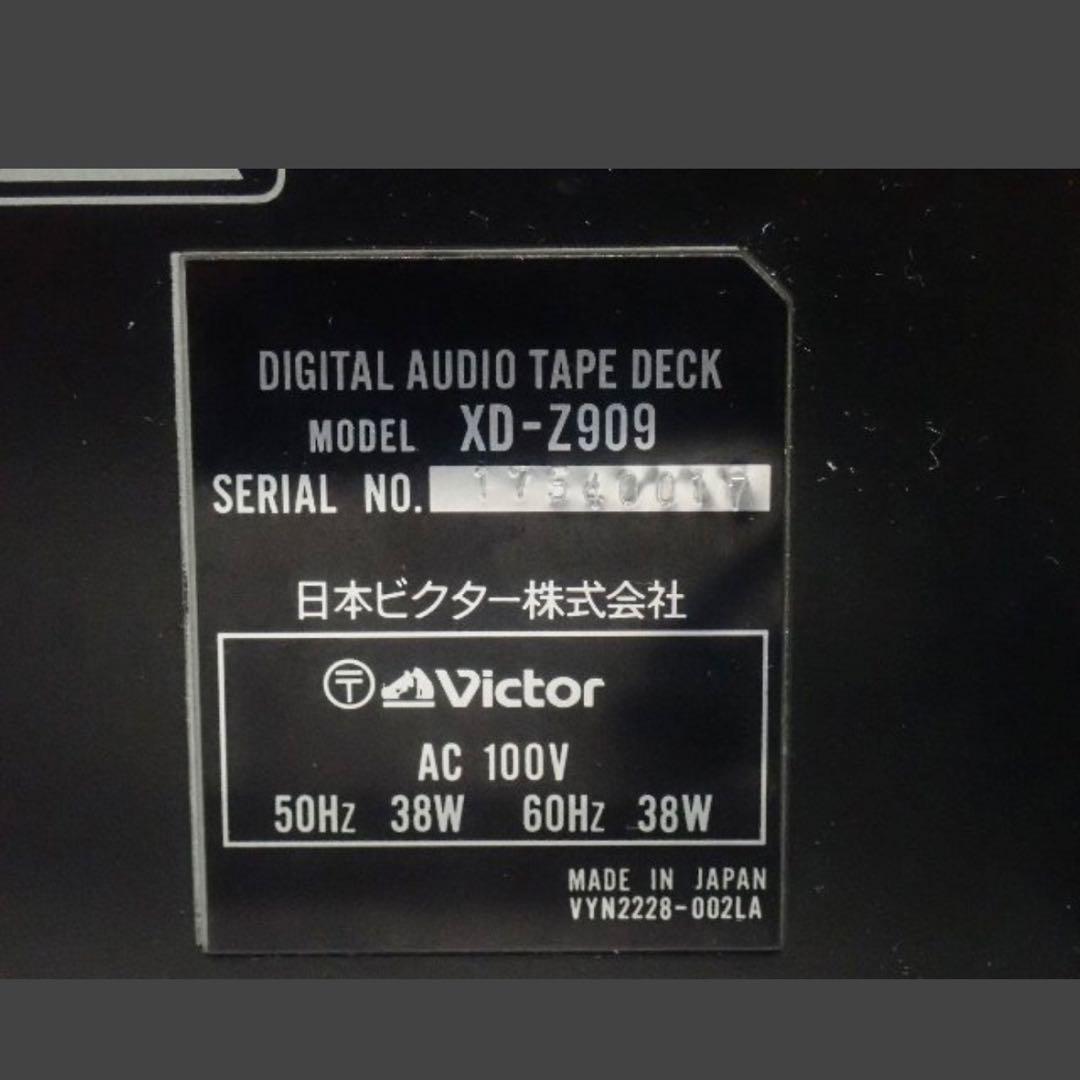 DIGITAL AUDIO TAPE DECK
MODEL XD-Z909
SERIAL NO.
日本ビクター株式会社
Victor
AC 100V
50Hz 38W 60Hz 38W
MADE IN JAPAN
VYN2228-002LA